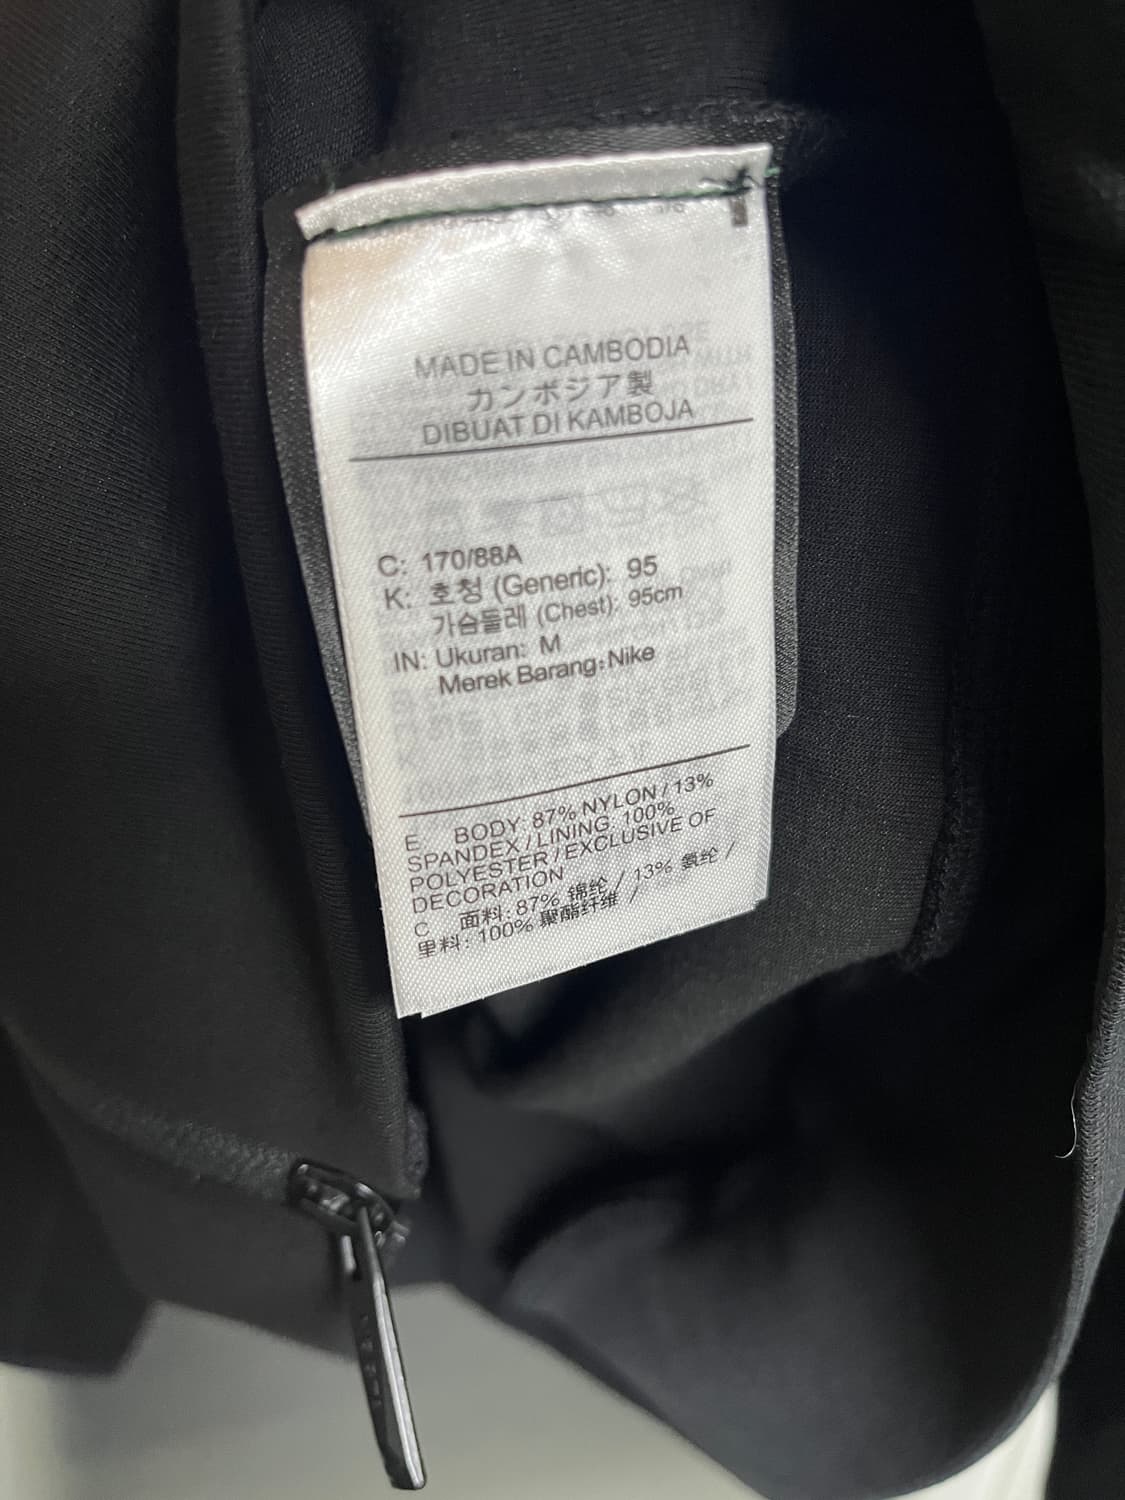 MADE IN CAMBODIA
カンボジア製
DIBUAT DI KAMBOJA
C: 170/88A
K: 호칭 (Generic): 95
가슴둘레 (Chest): 95cm
IN: Ukuran: M
Merek Barang: Nike
E BODY 87% NYLON / 13%
SPANDEX / LINING 100%
POLYESTER / EXCLUSIVE OF
DECORATION
C 面料: 87% 锦纶 / 13% 氨纶 /
里料: 100% 聚酯纤维 /